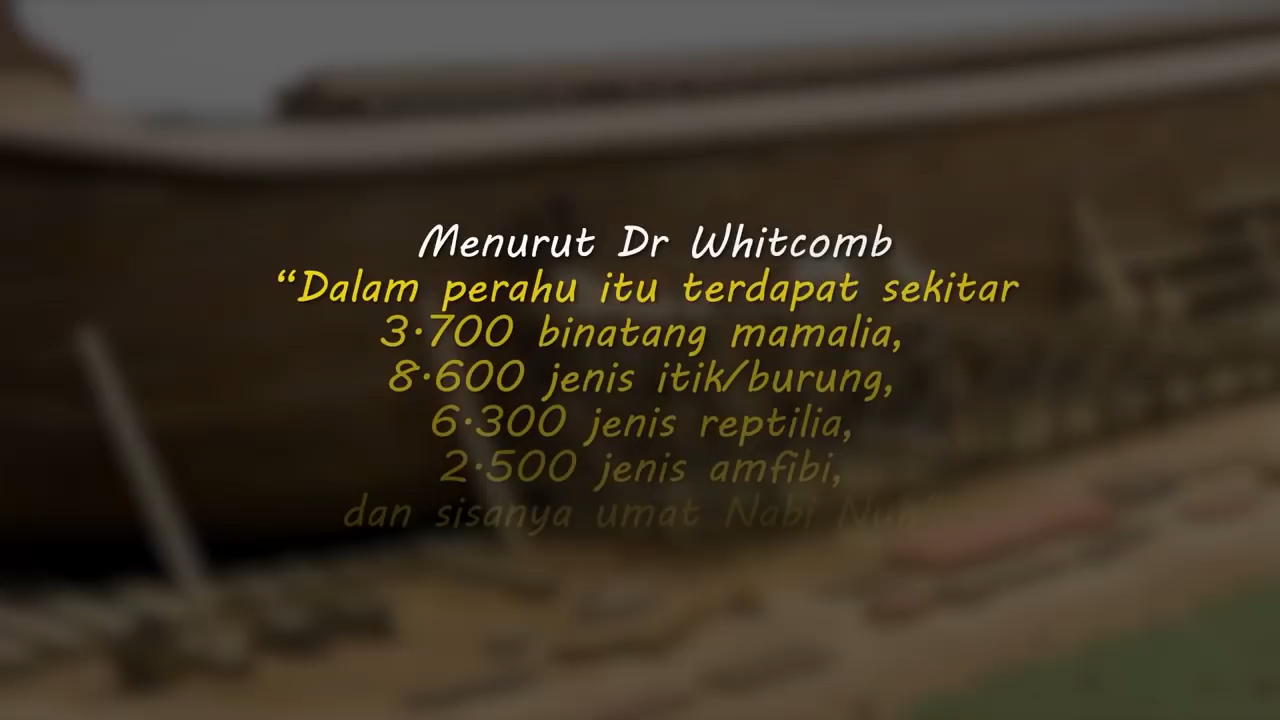 Menurut Dr Whitcomb
“Dalam perahu itu terdapat sekitar
3.700 binatang mamalia,
8.600 jenis itik/burung,
6.300 jenis reptilia,
2.500 jenis amfibi,
dan sisanya umat Nabi Nuh